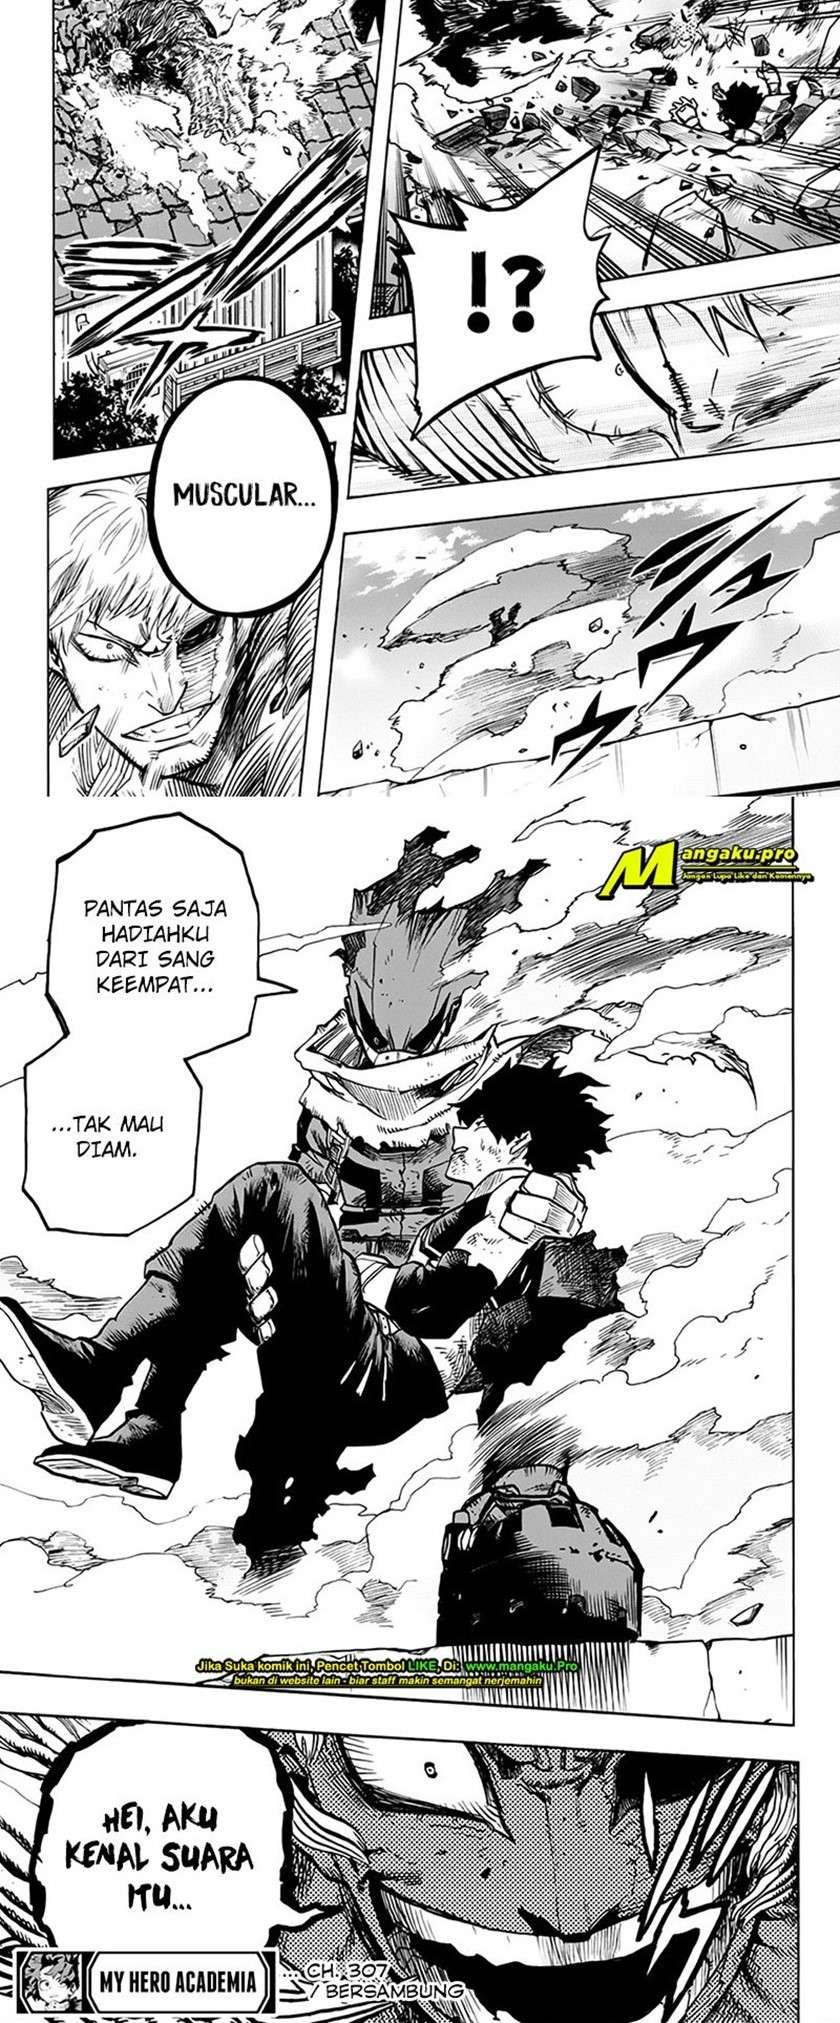 !?
MUSCULAR...
Mangaku.pro
Jangan Lupa Like dan Komennya
PANTAS SAJA
HADIAHKU
DARI SANG
KEEMPAT...
...TAK MAU
DIAM.
Jika Suka komik ini, Pencet Tombol LIKE, Di: www.mangaku.Pro
bukan di website lain - biar staff makin semangat nerjemahin
HEI, AKU
KENAL SUARA
ITU...
MY HERO ACADEMIA
... CH. 307
/ BERSAMBUNG